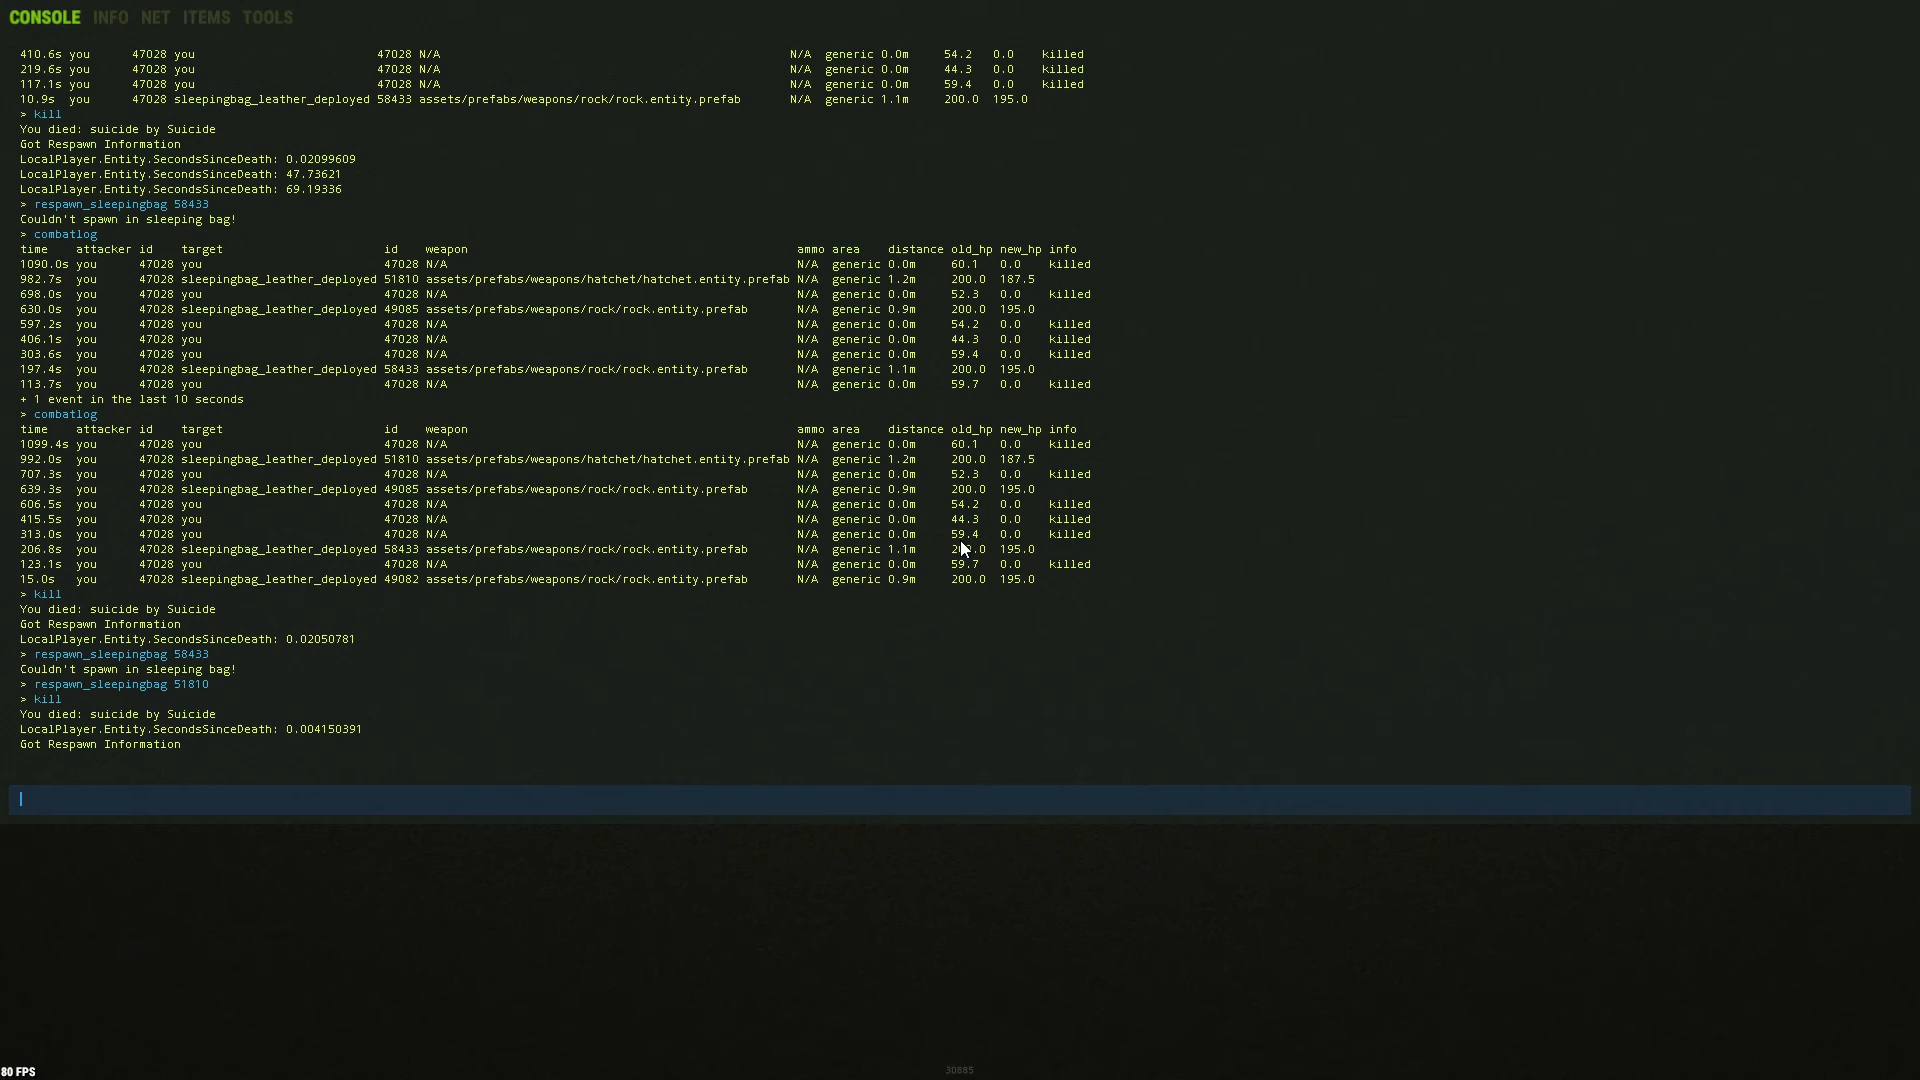 CONSOLE INFO NET ITEMS TOOLS
410.6s you 47028 you 47028 N/A N/A generic 0.0m 54.2 0.0 killed
219.6s you 47028 you 47028 N/A N/A generic 0.0m 44.3 0.0 killed
117.1s you 47028 you 47028 N/A N/A generic 0.0m 59.4 0.0 killed
10.9s you 47028 sleepingbag_leather_deployed 58433 assets/prefabs/weapons/rock/rock.entity.prefab N/A generic 1.1m 200.0 195.0
> kill
You died: suicide by Suicide
Got Respawn Information
LocalPlayer.Entity.SecondsSinceDeath: 0.02099609
LocalPlayer.Entity.SecondsSinceDeath: 47.73621
LocalPlayer.Entity.SecondsSinceDeath: 69.19336
> respawn_sleepingbag 58433
Couldn't spawn in sleeping bag!
> combatlog
time attacker id target id weapon ammo area distance old_hp new_hp info
1090.0s you 47028 you 47028 N/A N/A generic 0.0m 60.1 0.0 killed
982.7s you 47028 sleepingbag_leather_deployed 51810 assets/prefabs/weapons/hatchet/hatchet.entity.prefab N/A generic 1.2m 200.0 187.5
698.0s you 47028 you 47028 N/A N/A generic 0.0m 52.3 0.0 killed
630.0s you 47028 sleepingbag_leather_deployed 49085 assets/prefabs/weapons/rock/rock.entity.prefab N/A generic 0.9m 200.0 195.0
597.2s you 47028 you 47028 N/A N/A generic 0.0m 54.2 0.0 killed
406.1s you 47028 you 47028 N/A N/A generic 0.0m 44.3 0.0 killed
303.6s you 47028 you 47028 N/A N/A generic 0.0m 59.4 0.0 killed
197.4s you 47028 sleepingbag_leather_deployed 58433 assets/prefabs/weapons/rock/rock.entity.prefab N/A generic 1.1m 200.0 195.0
113.7s you 47028 you 47028 N/A N/A generic 0.0m 59.7 0.0 killed
+ 1 event in the last 10 seconds
> combatlog
time attacker id target id weapon ammo area distance old_hp new_hp info
1099.4s you 47028 you 47028 N/A N/A generic 0.0m 60.1 0.0 killed
992.0s you 47028 sleepingbag_leather_deployed 51810 assets/prefabs/weapons/hatchet/hatchet.entity.prefab N/A generic 1.2m 200.0 187.5
707.3s you 47028 you 47028 N/A N/A generic 0.0m 52.3 0.0 killed
639.3s you 47028 sleepingbag_leather_deployed 49085 assets/prefabs/weapons/rock/rock.entity.prefab N/A generic 0.9m 200.0 195.0
606.5s you 47028 you 47028 N/A N/A generic 0.0m 54.2 0.0 killed
415.5s you 47028 you 47028 N/A N/A generic 0.0m 44.3 0.0 killed
313.0s you 47028 you 47028 N/A N/A generic 0.0m 59.4 0.0 killed
206.8s you 47028 sleepingbag_leather_deployed 58433 assets/prefabs/weapons/rock/rock.entity.prefab N/A generic 1.1m 195.0
123.1s you 47028 you 47028 N/A N/A generic 0.0m 59.7 0.0 killed
15.0s you 47028 sleepingbag_leather_deployed 49082 assets/prefabs/weapons/rock/rock.entity.prefab N/A generic 0.9m 200.0 195.0
> kill
You died: suicide by Suicide
Got Respawn Information
LocalPlayer.Entity.SecondsSinceDeath: 0.02050781
> respawn_sleepingbag 58433
Couldn't spawn in sleeping bag!
> respawn_sleepingbag 51810
> kill
You died: suicide by Suicide
LocalPlayer.Entity.SecondsSinceDeath: 0.004150391
Got Respawn Information
80 FPS
30885